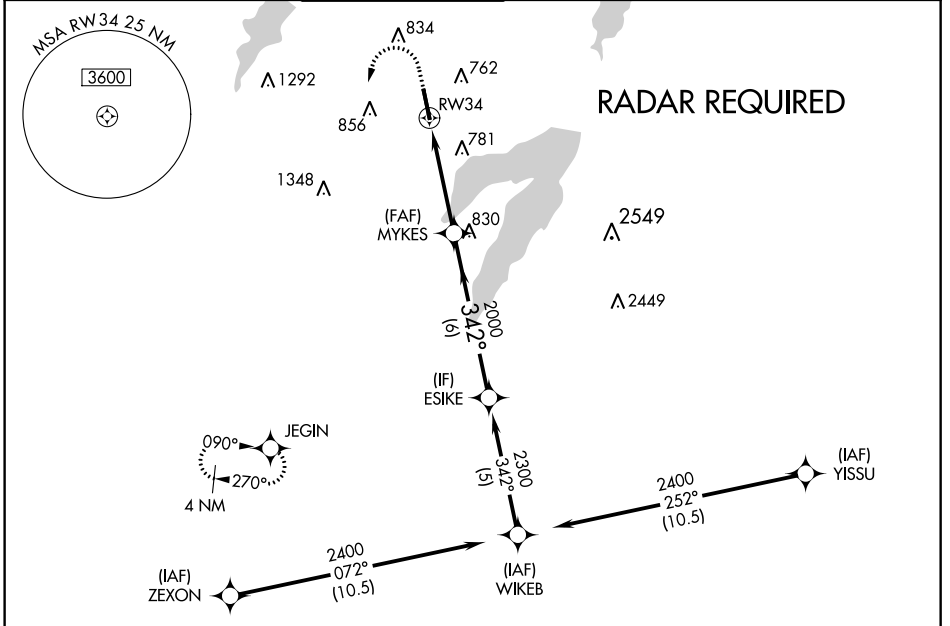 MSA RW34 25 NM
3600
834
1292
762
856
RW34
RADAR REQUIRED
781
1348
(FAF)
MYKES
830
2549
2449
2000
342°
(6)
(IF)
ESIKE
JEGIN
090°
270°
4 NM
2300
342°
(5)
(IAF)
YISSU
2400
252°
(10.5)
2400
072°
(10.5)
(IAF)
ZEXON
(IAF)
WIKEB